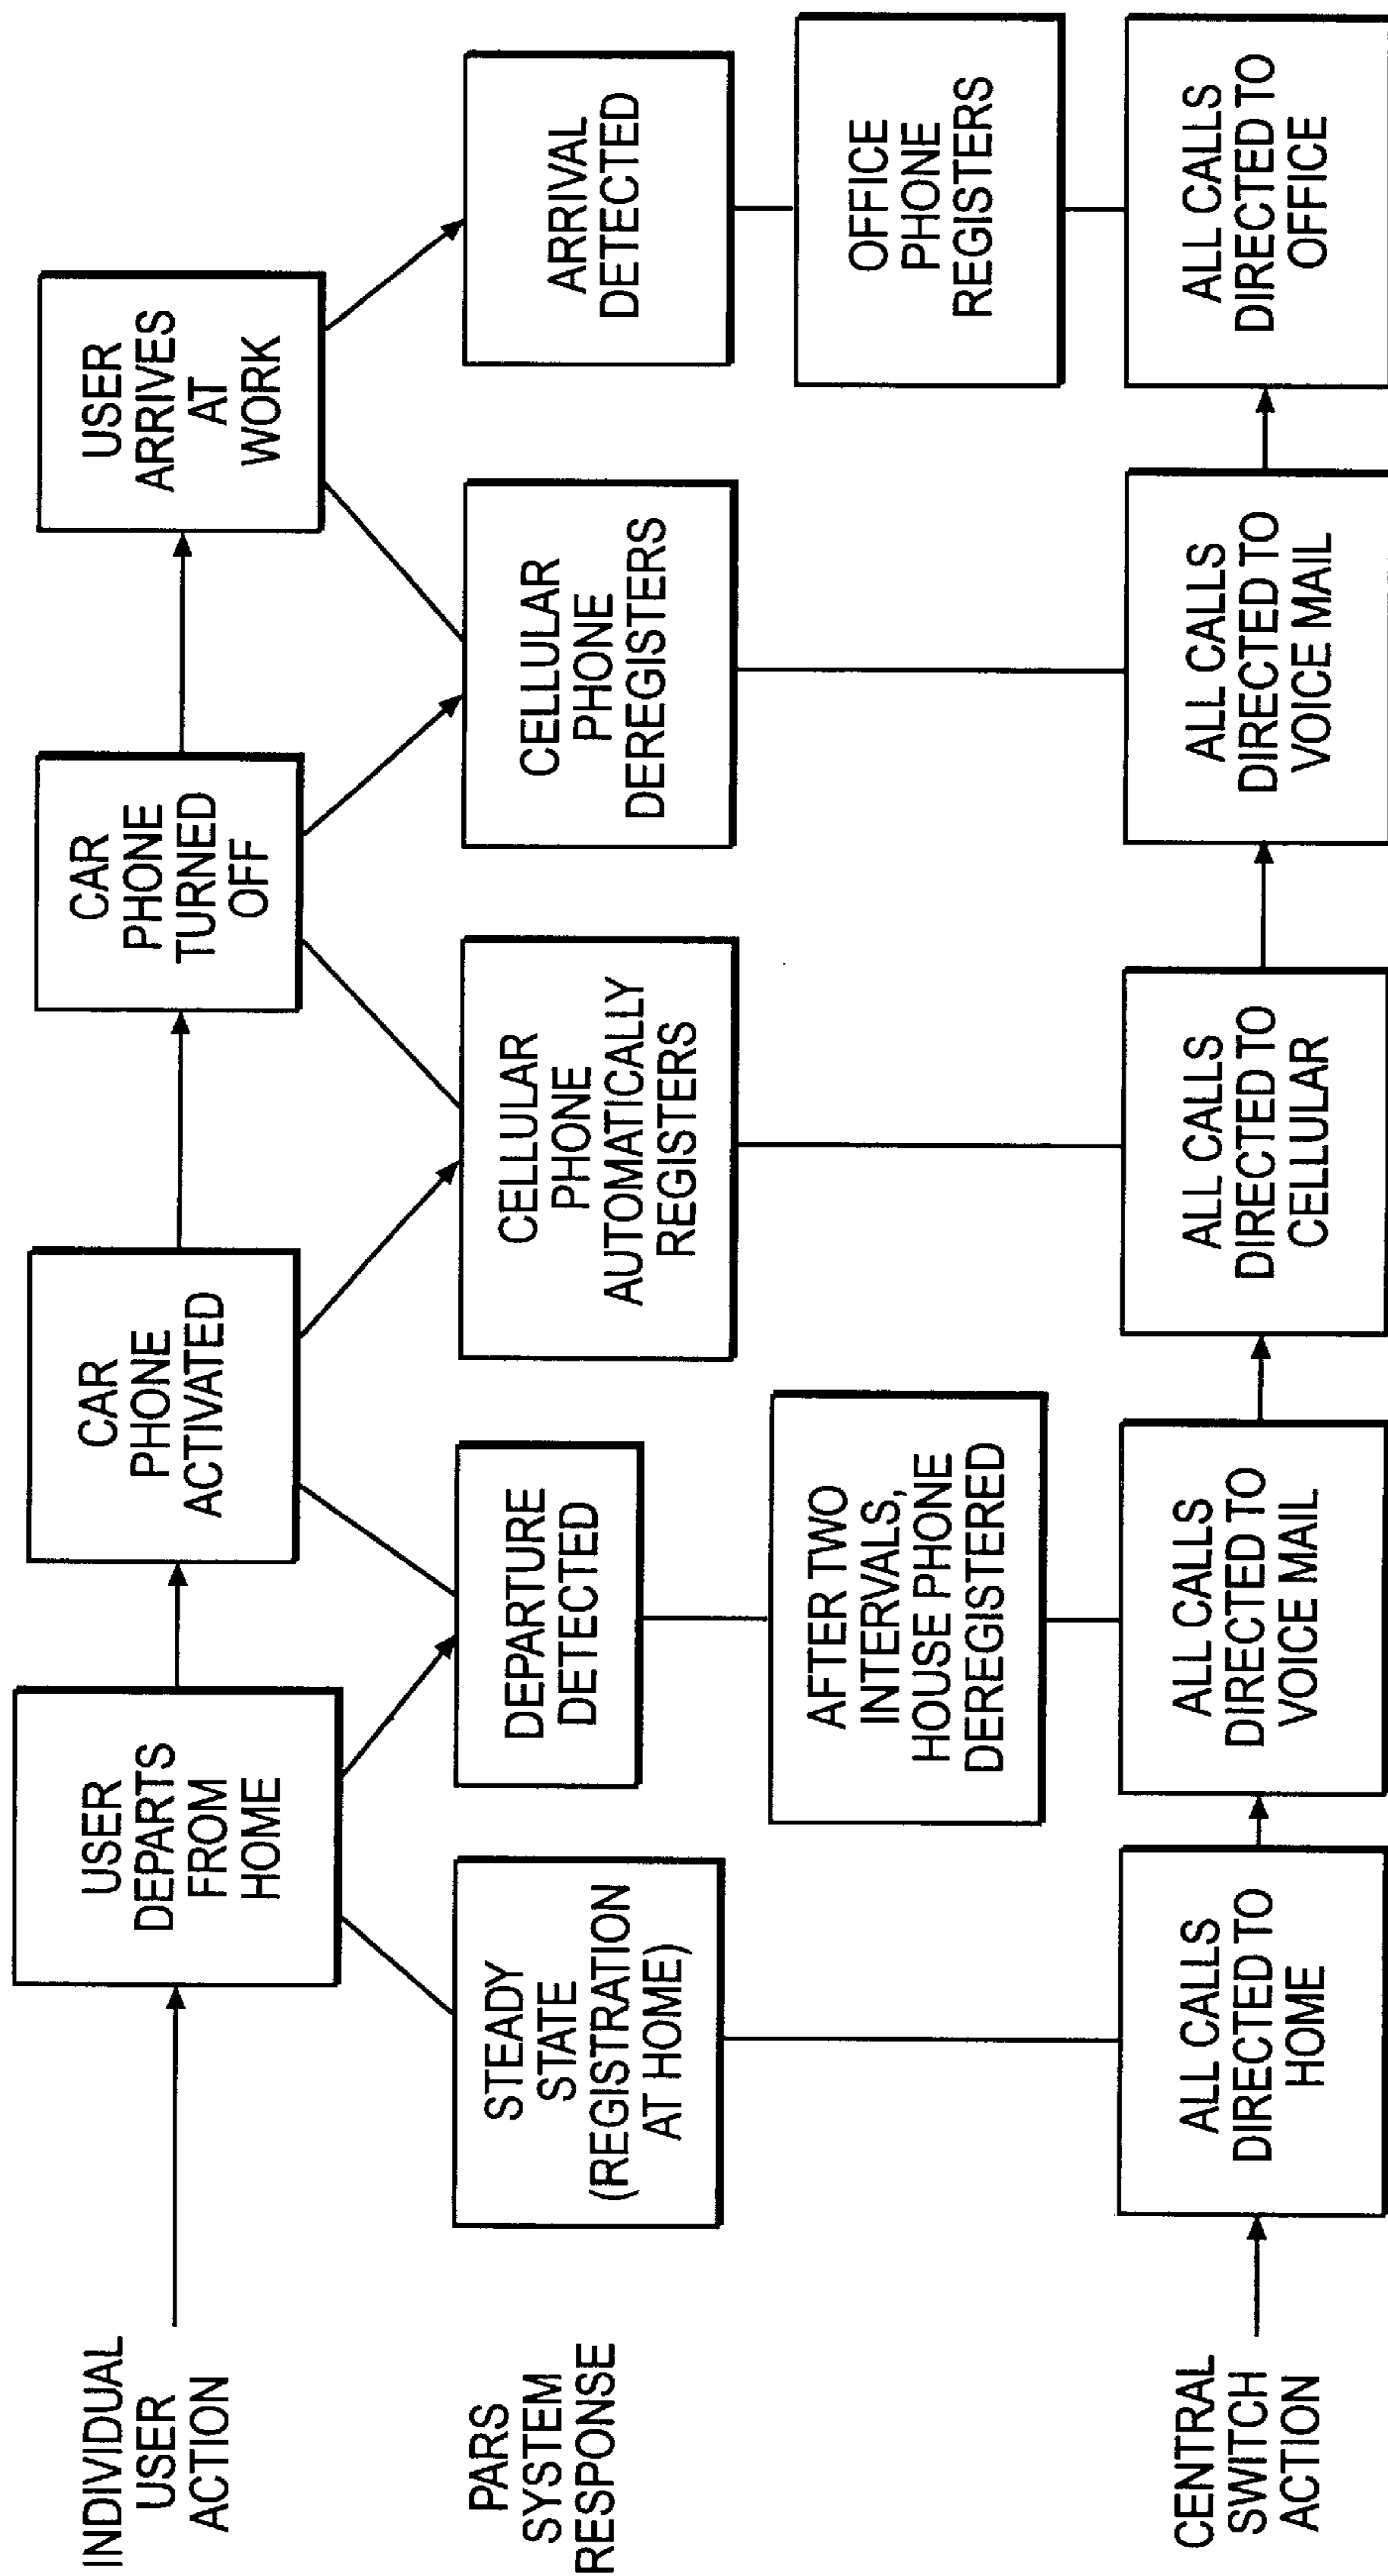 INDIVIDUAL
USER
ACTION
USER
DEPARTS
FROM
HOME
CAR
PHONE
ACTIVATED
CAR
PHONE
TURNED
OFF
USER
ARRIVES
AT
WORK
PARS
SYSTEM
RESPONSE
STEADY
STATE
(REGISTRATION
AT HOME)
DEPARTURE
DETECTED
AFTER TWO
INTERVALS,
HOUSE PHONE
DEREGISTERED
CELLULAR
PHONE
AUTOMATICALLY
REGISTERS
CELLULAR
PHONE
DEREGISTERS
ARRIVAL
DETECTED
OFFICE
PHONE
REGISTERS
CENTRAL
SWITCH
ACTION
ALL CALLS
DIRECTED TO
HOME
ALL CALLS
DIRECTED TO
VOICE MAIL
ALL CALLS
DIRECTED TO
CELLULAR
ALL CALLS
DIRECTED TO
VOICE MAIL
ALL CALLS
DIRECTED TO
OFFICE